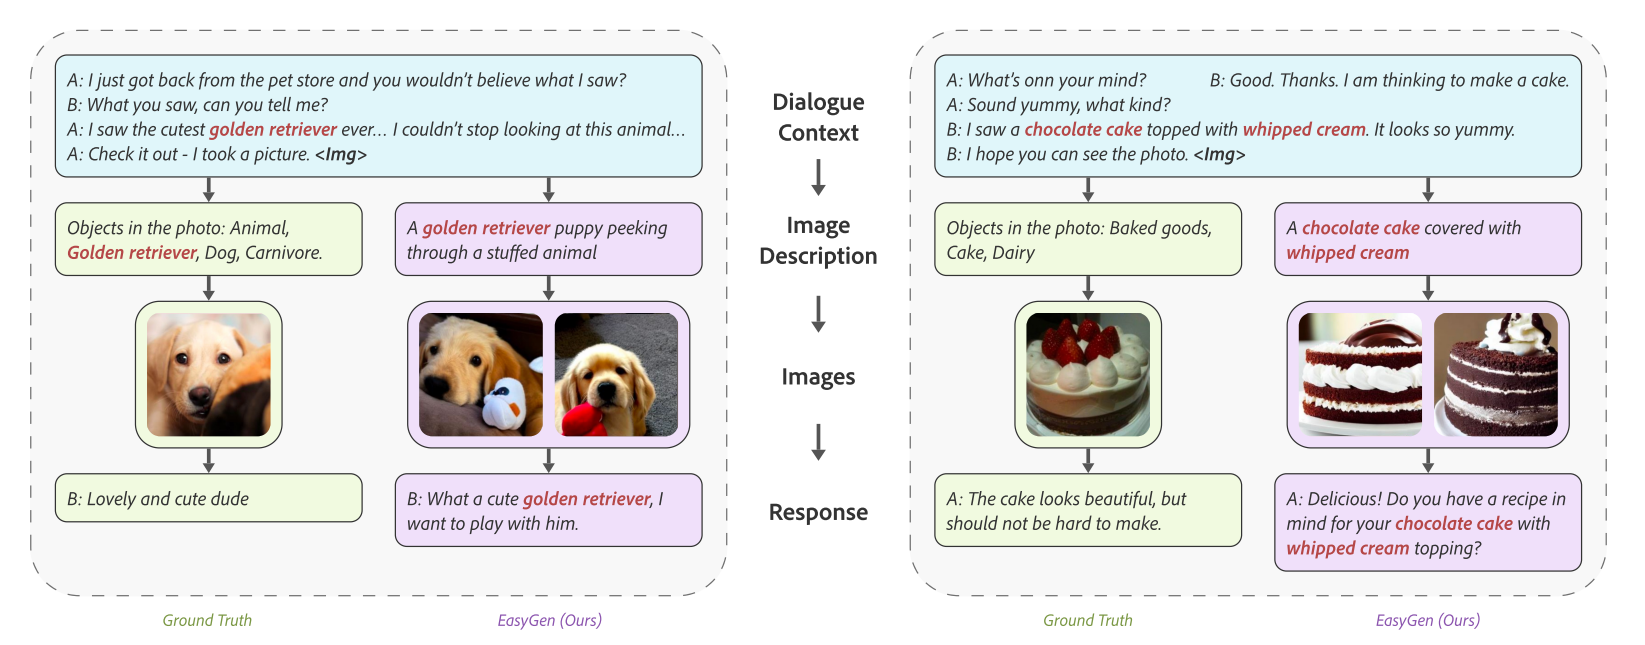 A: I just got back from the pet store and you wouldn't believe what I saw?
B: What you saw, can you tell me?
A: I saw the cutest golden retriever ever... I couldn't stop looking at this animal...
A: Check it out - I took a picture. <Img>
Objects in the photo: Animal,
Golden retriever, Dog, Carnivore.
A golden retriever puppy peeking
through a stuffed animal
B: Lovely and cute dude
B: What a cute golden retriever, I
want to play with him.
Ground Truth
EasyGen (Ours)
Dialogue
Context
Image
Description
Images
Response
A: What's onn your mind? B: Good. Thanks. I am thinking to make a cake.
A: Sound yummy, what kind?
B: I saw a chocolate cake topped with whipped cream. It looks so yummy.
B: I hope you can see the photo. <Img>
Objects in the photo: Baked goods,
Cake, Dairy
A chocolate cake covered with
whipped cream
A: The cake looks beautiful, but
should not be hard to make.
A: Delicious! Do you have a recipe in
mind for your chocolate cake with
whipped cream topping?
Ground Truth
EasyGen (Ours)